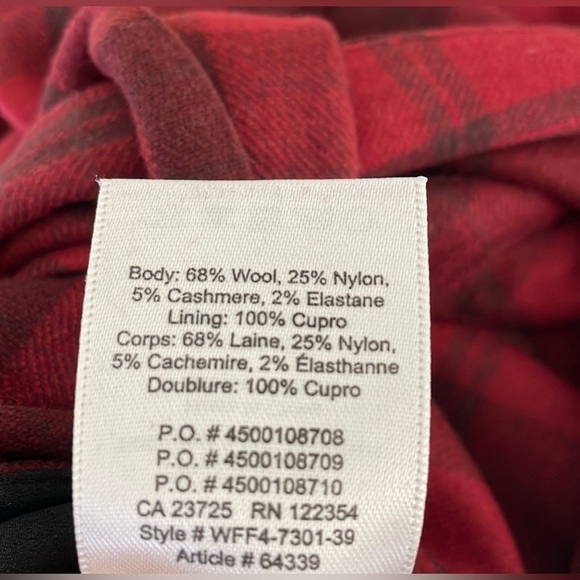 Body: 68% Wool, 25% Nylon,
5% Cashmere, 2% Elastane
Lining: 100% Cupro
Corps: 68% Laine, 25% Nylon,
5% Cachemire, 2% Élasthanne
Doublure: 100% Cupro
P.O. # 4500108708
P.O. # 4500108709
P.O. # 4500108710
CA 23725 RN 122354
Style # WFF4-7301-39
Article # 64339